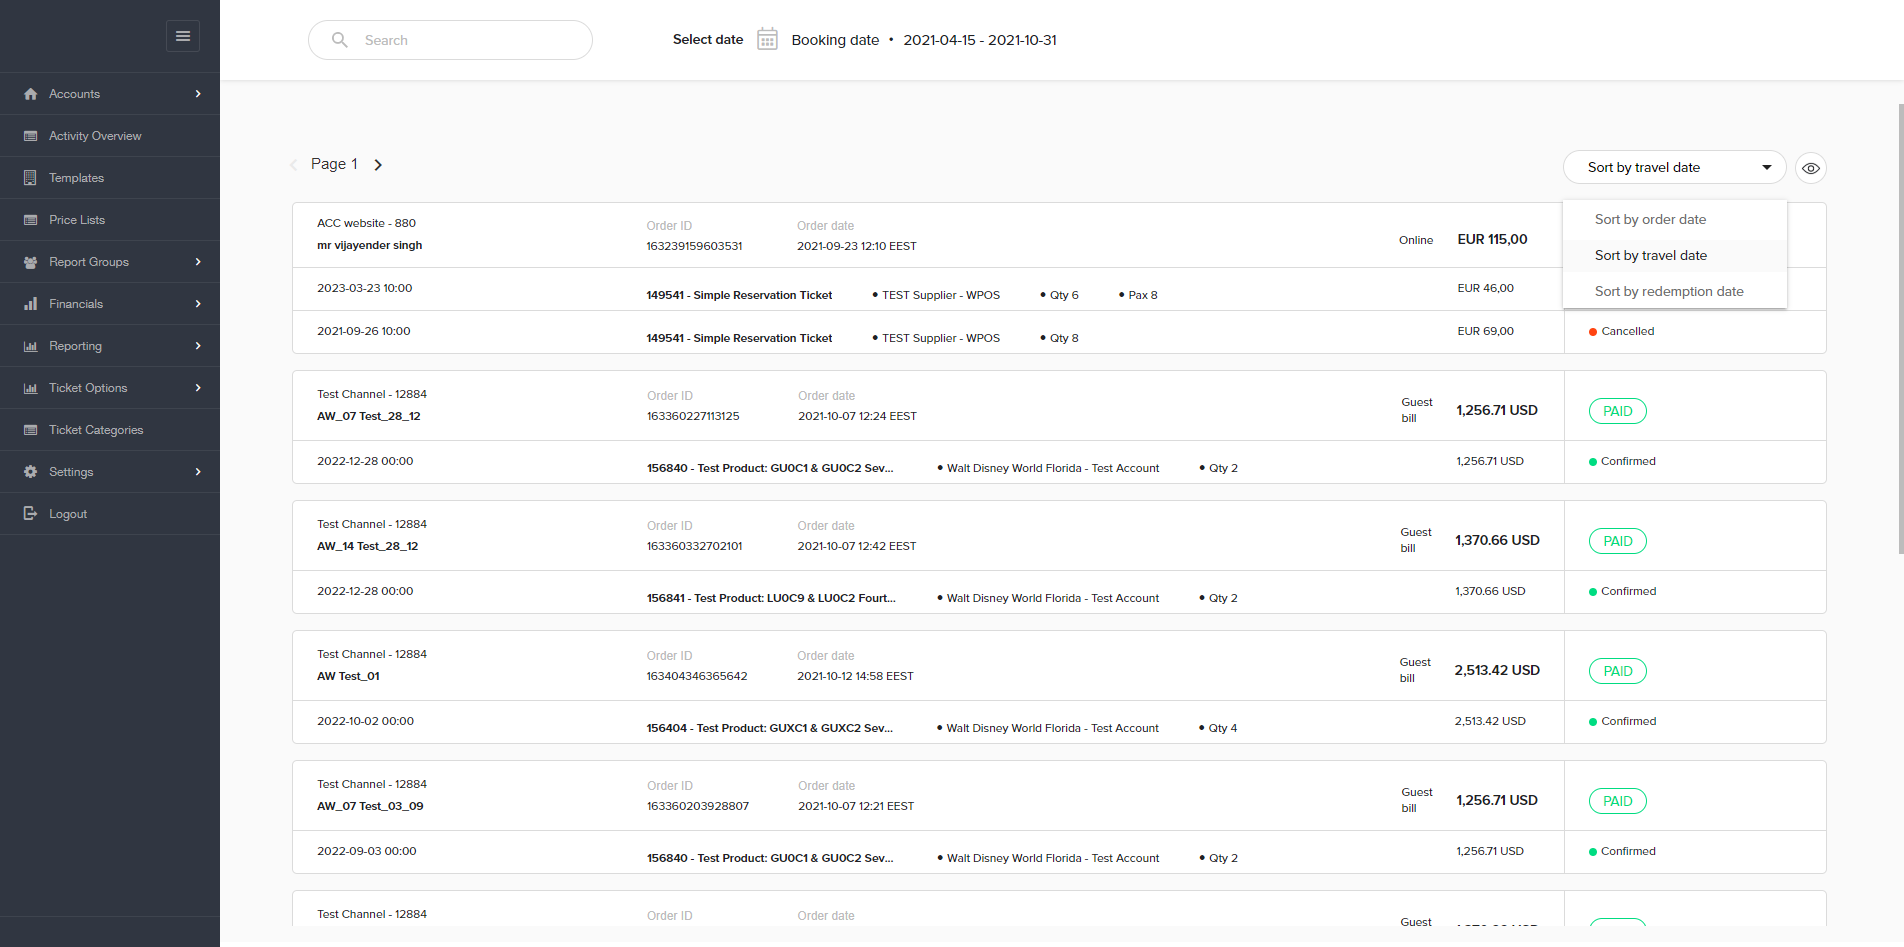 Search
Select date Booking date • 2021-04-15 - 2021-10-31
Accounts
Activity Overview
Templates
Price Lists
Report Groups
Financials
Reporting
Ticket Options
Ticket Categories
Settings
Logout
Page 1
Sort by travel date
Sort by order date
Sort by travel date
Sort by redemption date
ACC website - 880
mr vijayender singh
Order ID
163239159603531
Order date
2021-09-23 12:10 EEST
Online EUR 115,00
2023-03-23 10:00 149541 - Simple Reservation Ticket • TEST Supplier - WPOS • Qty 6 • Pax 8 EUR 46,00
2021-09-26 10:00 149541 - Simple Reservation Ticket • TEST Supplier - WPOS • Qty 8 EUR 69,00 Cancelled
Test Channel - 12884
AW_07 Test_28_12
Order ID
163360227113125
Order date
2021-10-07 12:24 EEST
Guest
bill
1,256.71 USD PAID
2022-12-28 00:00 156840 - Test Product: GU0C1 & GU0C2 Sev... • Walt Disney World Florida - Test Account • Qty 2 1,256.71 USD Confirmed
Test Channel - 12884
AW_14 Test_28_12
Order ID
163360332702101
Order date
2021-10-07 12:42 EEST
Guest
bill
1,370.66 USD PAID
2022-12-28 00:00 156841 - Test Product: LU0C9 & LU0C2 Fourt... • Walt Disney World Florida - Test Account • Qty 2 1,370.66 USD Confirmed
Test Channel - 12884
AW Test_01
Order ID
163404346365642
Order date
2021-10-12 14:58 EEST
Guest
bill
2,513.42 USD PAID
2022-10-02 00:00 156404 - Test Product: GUXC1 & GUXC2 Sev... • Walt Disney World Florida - Test Account • Qty 4 2,513.42 USD Confirmed
Test Channel - 12884
AW_07 Test_03_09
Order ID
163360203928807
Order date
2021-10-07 12:21 EEST
Guest
bill
1,256.71 USD PAID
2022-09-03 00:00 156840 - Test Product: GU0C1 & GU0C2 Sev... • Walt Disney World Florida - Test Account • Qty 2 1,256.71 USD Confirmed
Test Channel - 12884
Order ID
Order date
Guest